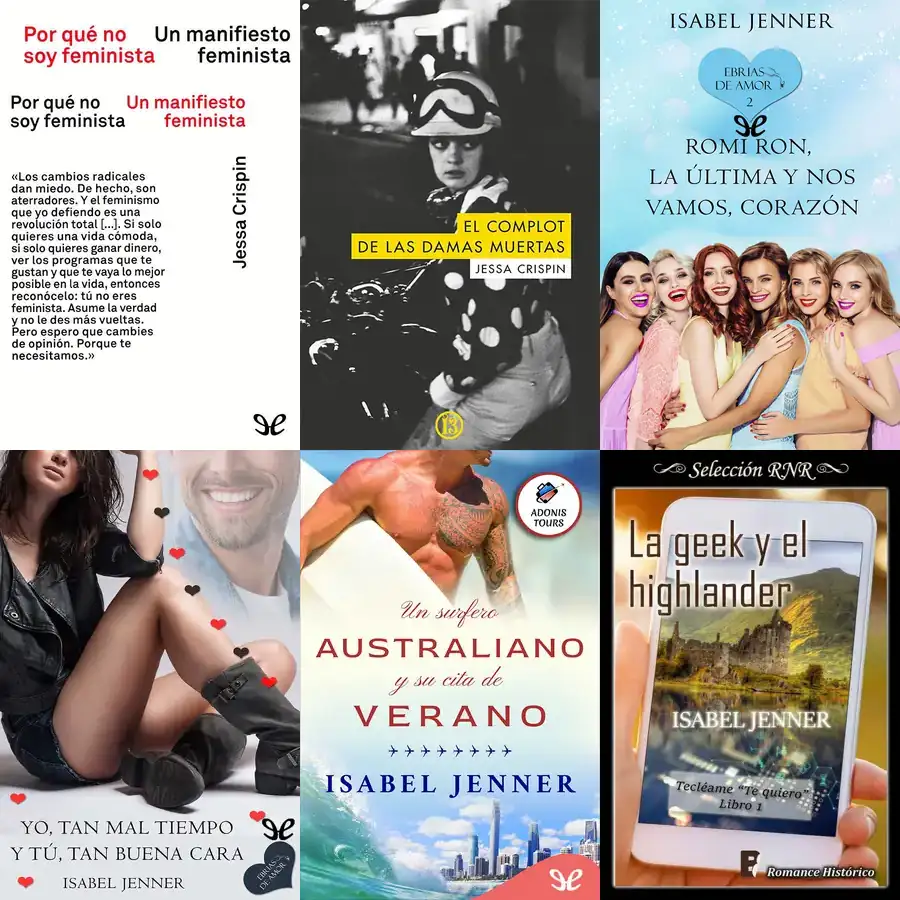 Por qué no
soy feminista
Un manifiesto
feminista
Por qué no
soy feminista
Un manifiesto
feminista
«Los cambios radicales
dan miedo. De hecho, son
aterradores. Y el feminismo
que yo defiendo es una
revolución total [...]. Si solo
quieres una vida cómoda,
si solo quieres ganar dinero,
ver los programas que te
gustan y que te vaya lo mejor
posible en la vida, entonces
reconócelo: tú no eres
feminista. Asume la verdad
y no le des más vueltas.
Pero espero que cambies
de opinión. Porque te
necesitamos.»
Jessa Crispin
EL COMPLOT
DE LAS DAMAS MUERTAS
JESSA CRISPIN
13
ISABEL JENNER
EBRIAS
DE AMOR
2
ROMI RON,
LA ÚLTIMA Y NOS
VAMOS, CORAZÓN
YO, TAN MAL TIEMPO
Y TÚ, TAN BUENA CARA
ISABEL JENNER
EBRIAS
DE AMOR
ADONIS
TOURS
Un surfero
AUSTRALIANO
y su cita de
VERANO
ISABEL JENNER
Selección RNR
La geek y el
highlander
ISABEL JENNER
Tecléame "Te quiero"
Libro 1
B
Romance Histórico